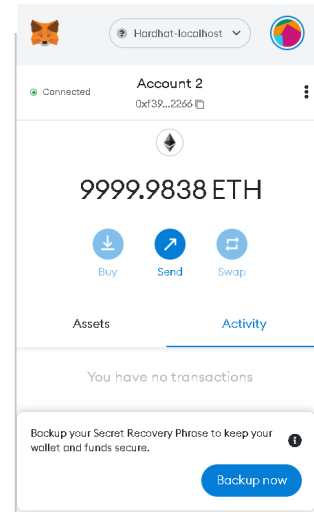 Hardhat-localhost
Connected
Account 2
0xf39...2266
9999.9838 ETH
Buy
Send
Swap
Assets
Activity
You have no transactions
Backup your Secret Recovery Phrase to keep your
wallet and funds secure.
Backup now